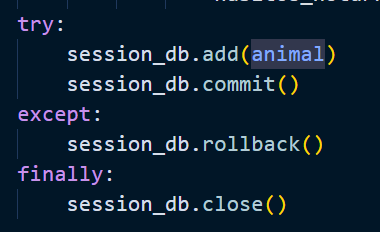 try:
    session_db.add(animal)
    session_db.commit()
except:
    session_db.rollback()
finally:
    session_db.close()